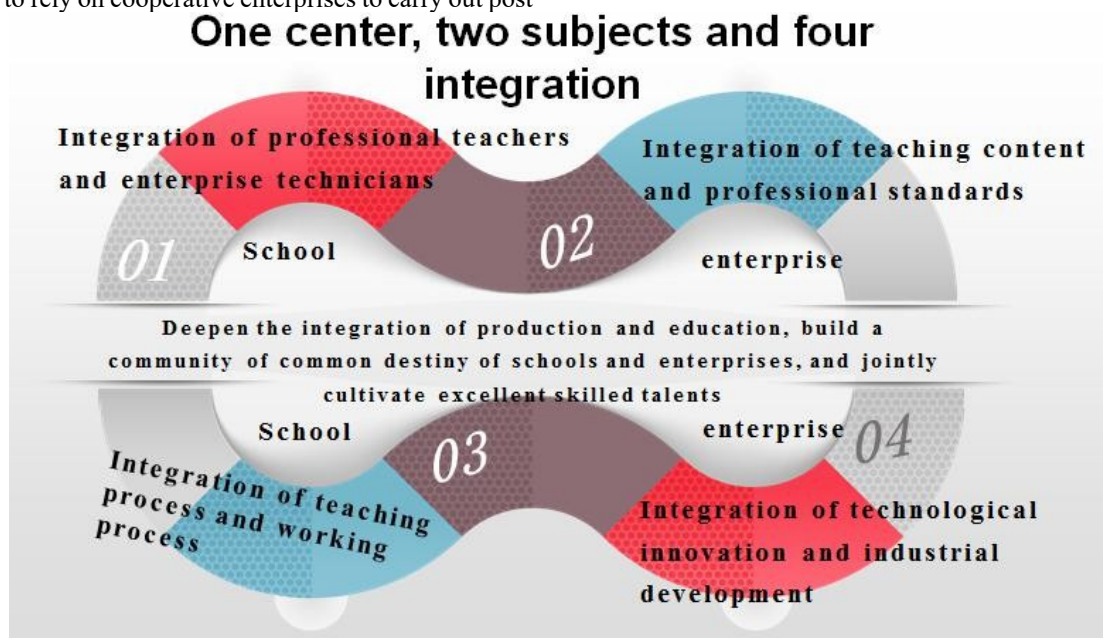 to rely on cooperative enterprises to carry out post
One center, two subjects and four
integration
Integration of professional teachers
and enterprise technicians
Integration of teaching content
and professional standards
01
School
02
enterprise
Deepen the integration of production and education, build a
community of common destiny of schools and enterprises, and jointly
cultivate excellent skilled talents
School
03
enterprise
04
Integration of teaching
process and working
process
Integration of technological
innovation and industrial
development